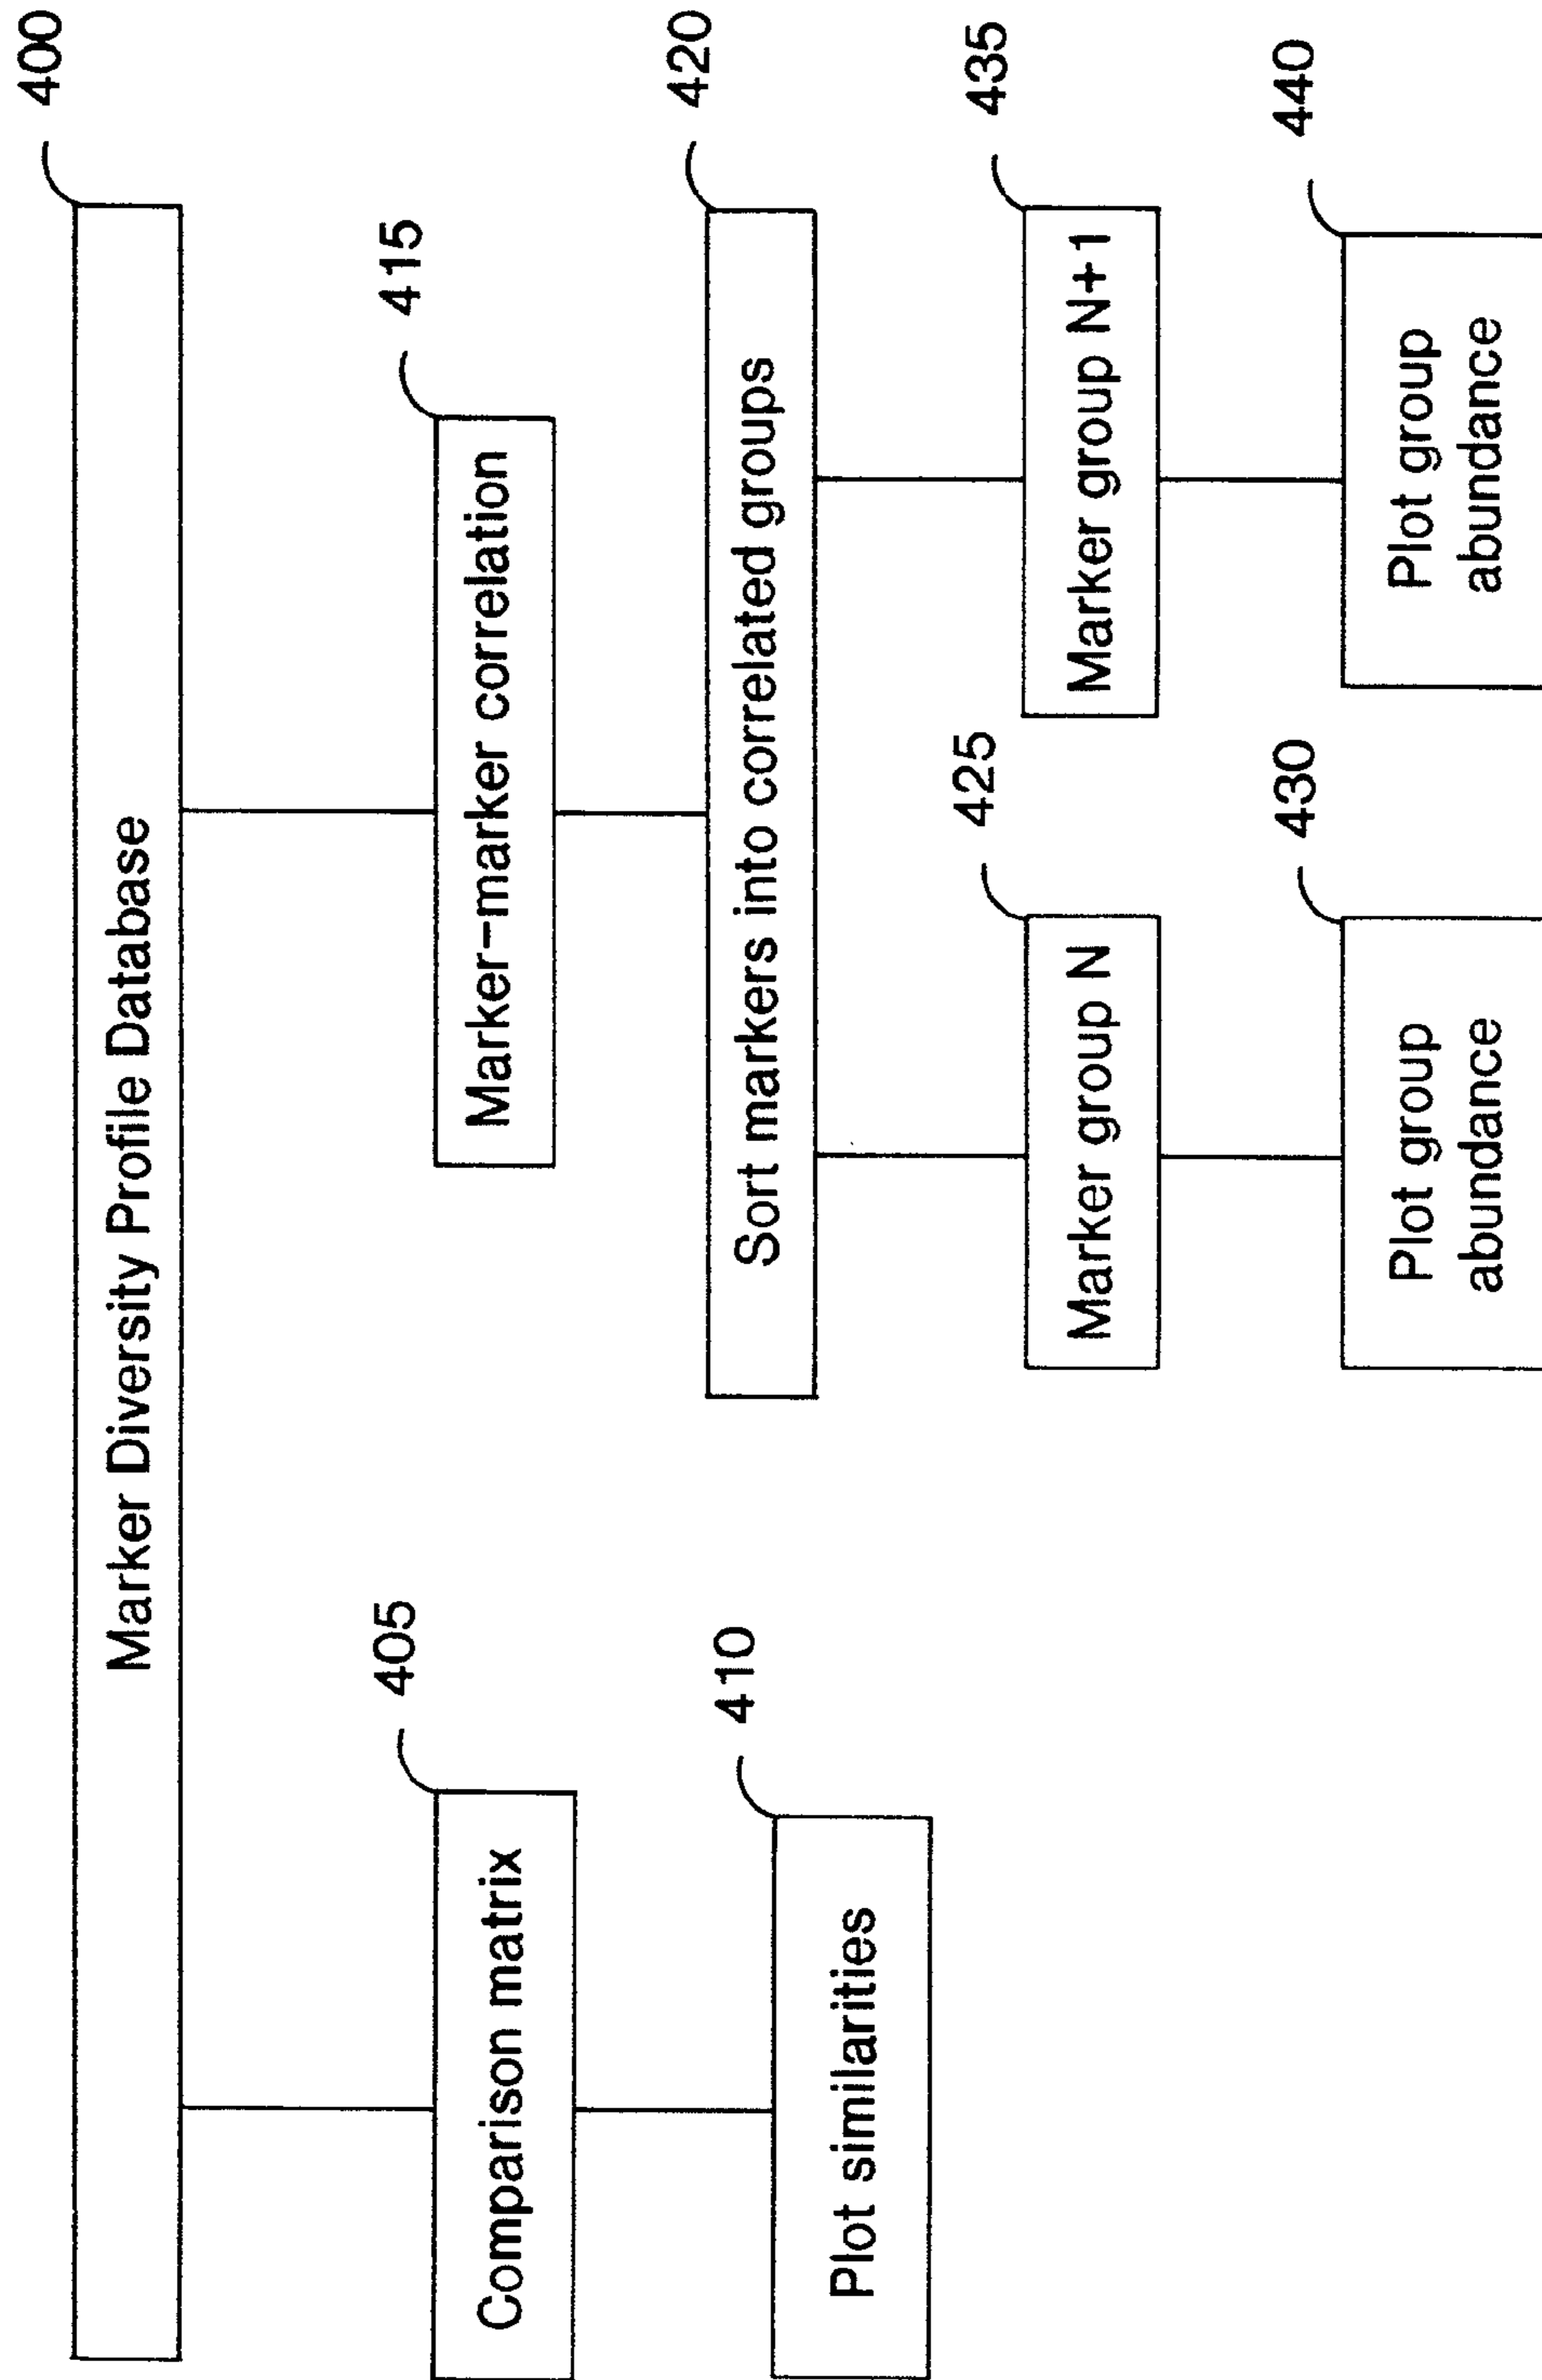 400
Marker Diversity Profile Database
405
Comparison matrix
415
Marker-marker correlation
410
Plot similarities
420
Sort markers into correlated groups
425
Marker group N
435
Marker group N+1
430
Plot group
abundance
440
Plot group
abundance